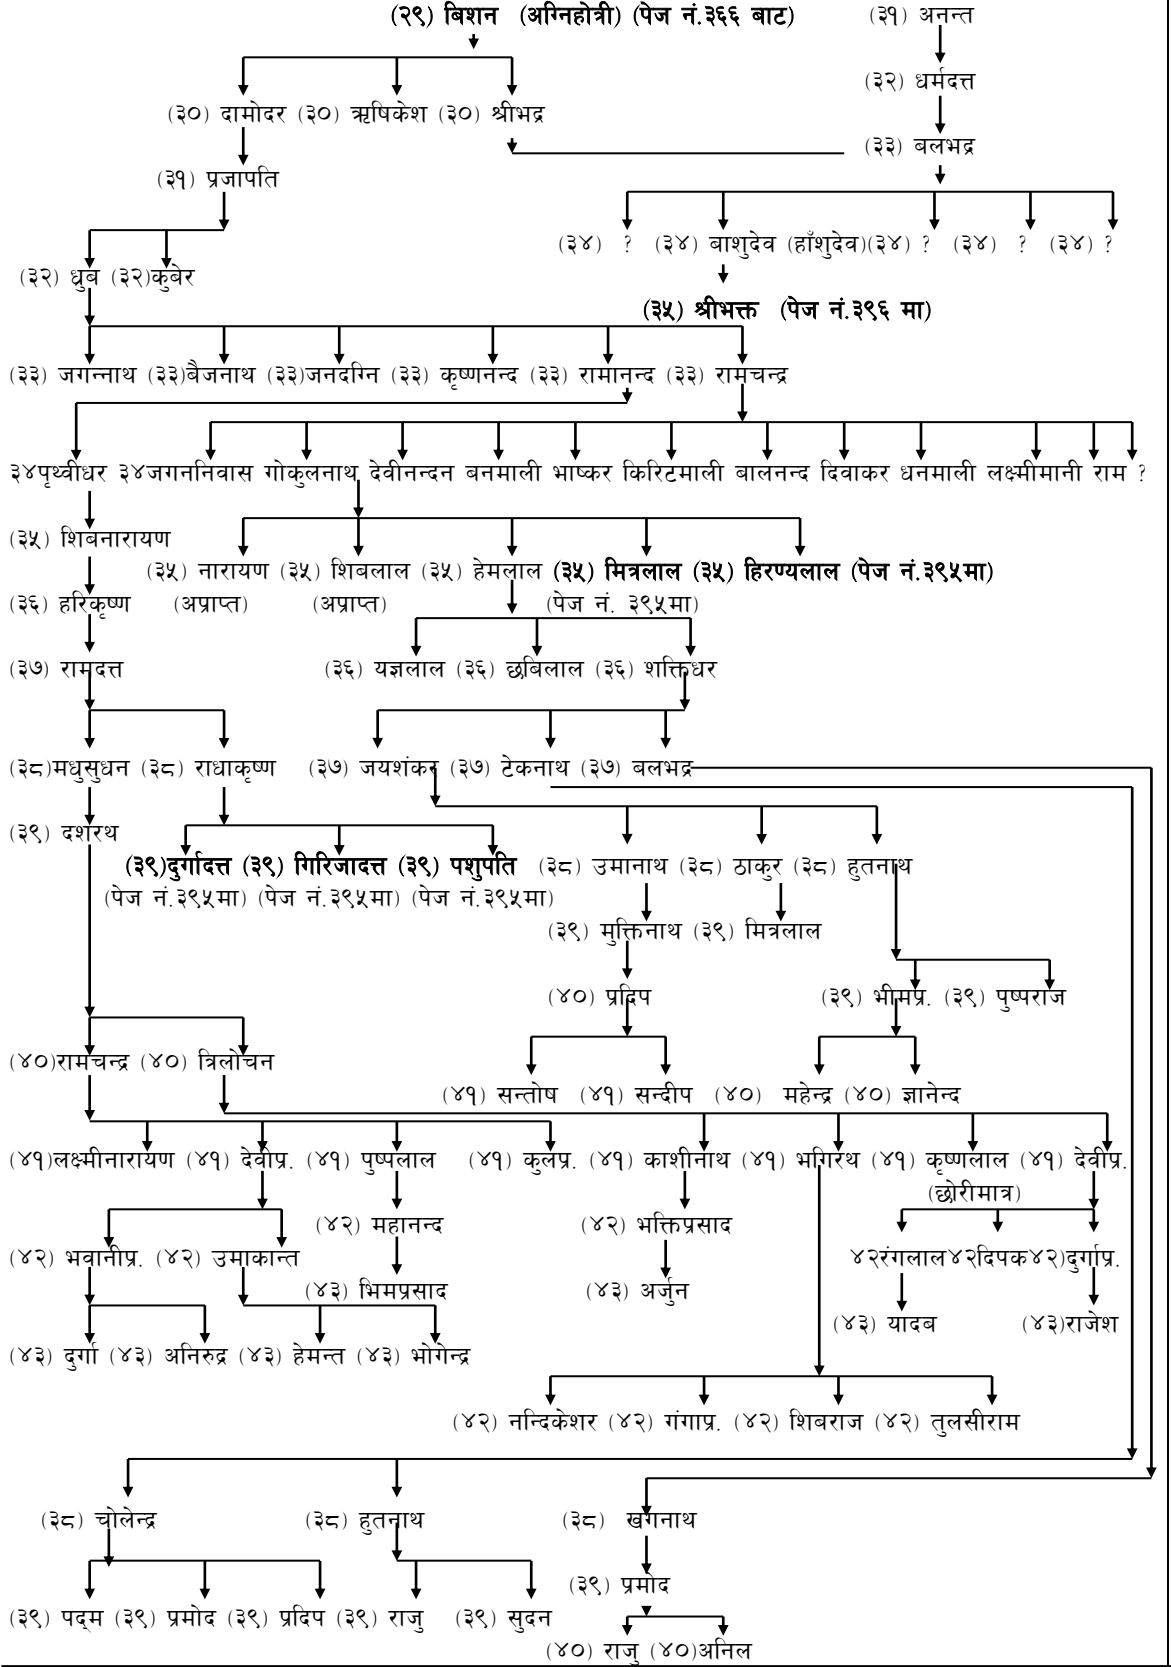 (२९) बिशन (अग्निहोत्री) (पेज नं.३६६ बाट) (३१) अनन्त
(३२) धर्मदत्त
(३०) दामोदर (३०) ऋषिकेश (३०) श्रीभद्र
(३३) बलभद्र
(३१) प्रजापति
(३४) ? (३४) बाशुदेव (हाँशुदेव)(३४) ? (३४) ? (३४) ?
(३२) ध्रुब (३२)कुबेर
(३५) श्रीभक्त (पेज नं.३९६ मा)
(३३) जगन्नाथ (३३)बैजनाथ (३३)जनदग्नि (३३) कृष्णनन्द (३३) रामानन्द (३३) रामचन्द्र
३४पृथ्वीधर ३४जगननिवास गोकुलनाथ देवीनन्दन बनमाली भाष्कर किरिटमाली बालनन्द दिवाकर धनमाली लक्ष्मीमानी राम ?
(३५) शिबनारायण
(३५) नारायण (३५) शिबलाल (३५) हेमलाल (३५) मित्रलाल (३५) हिरण्यलाल (पेज नं.३९५मा)
(३६) हरिकृष्ण (अप्राप्त) (अप्राप्त) (पेज नं. ३९५मा)
(३७) रामदत्त (३६) यज्ञलाल (३६) छबिलाल (३६) शक्तिधर
(३८)मधुसुधन (३८) राधाकृष्ण (३७) जयशंकर (३७) टेकनाथ (३७) बलभद्र
(३९) दशरथ
(३९)दुर्गादत्त (३९) गिरिजादत्त (३९) पशुपति (३८) उमानाथ (३८) ठाकुर (३८) हुतनाथ
(पेज नं.३९५मा) (पेज नं.३९५मा) (पेज नं.३९५मा)
(३९) मुक्तिनाथ (३९) मित्रलाल
(४०) प्रदिप (३९) भीमप्र. (३९) पुष्पराज
(४०)रामचन्द्र (४०) त्रिलोचन
(४१) सन्तोष (४१) सन्दीप (४०) महेन्द्र (४०) ज्ञानेन्द
(४१)लक्ष्मीनारायण (४१) देवीप्र. (४१) पुष्पलाल (४१) कुलप्र. (४१) काशीनाथ (४१) भगिरथ (४१) कृष्णलाल (४१) देवीप्र.
(छोरीमात्र)
(४२) महानन्द (४२) भक्तिप्रसाद
(४२) भवानीप्र. (४२) उमाकान्त ४२रंगलाल४२दिपक४२)दुर्गाप्र.
(४३) भिमप्रसाद (४३) अर्जुन
(४३) यादब (४३)राजेश
(४३) दुर्गा (४३) अनिरुद्र (४३) हेमन्त (४३) भोगेन्द्र
(४२) नन्दिकेशर (४२) गंगाप्र. (४२) शिबराज (४२) तुलसीराम
(३८) चोलेन्द्र (३८) हुतनाथ (३८) खगनाथ
(३९) प्रमोद
(३९) पद्म (३९) प्रमोद (३९) प्रदिप (३९) राजु (३९) सुदन
(४०) राजु (४०)अनिल